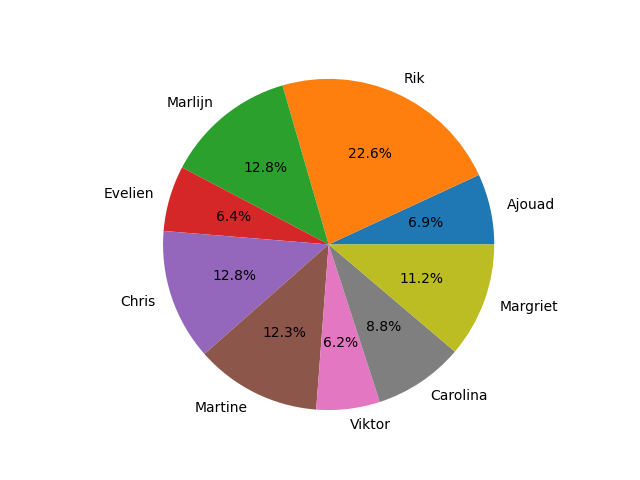 Rik
22.6%
Marlijn
12.8%
Ajouad
6.9%
Evelien
6.4%
Chris
12.8%
Martine
12.3%
Viktor
6.2%
Carolina
8.8%
Margriet
11.2%